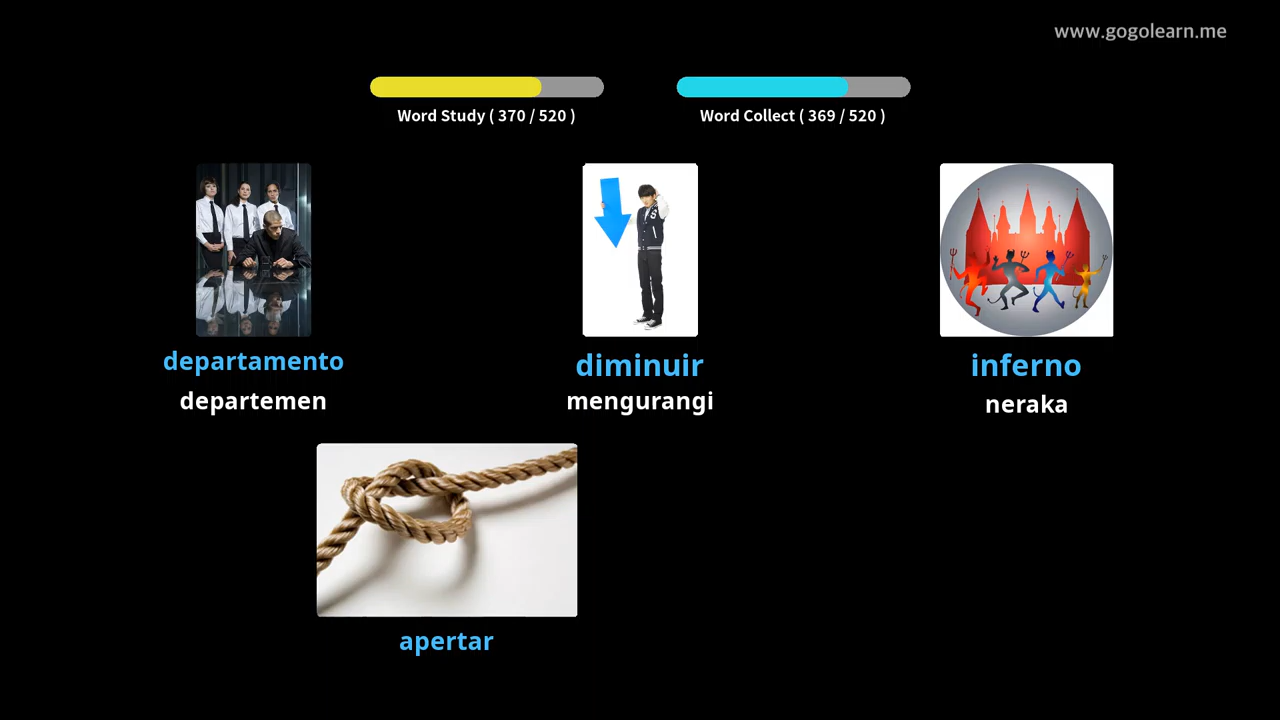 www.gogolearn.me
Word Study ( 370 / 520 )
Word Collect ( 369 / 520 )
departamento
departemen
diminuir
mengurangi
inferno
neraka
apertar